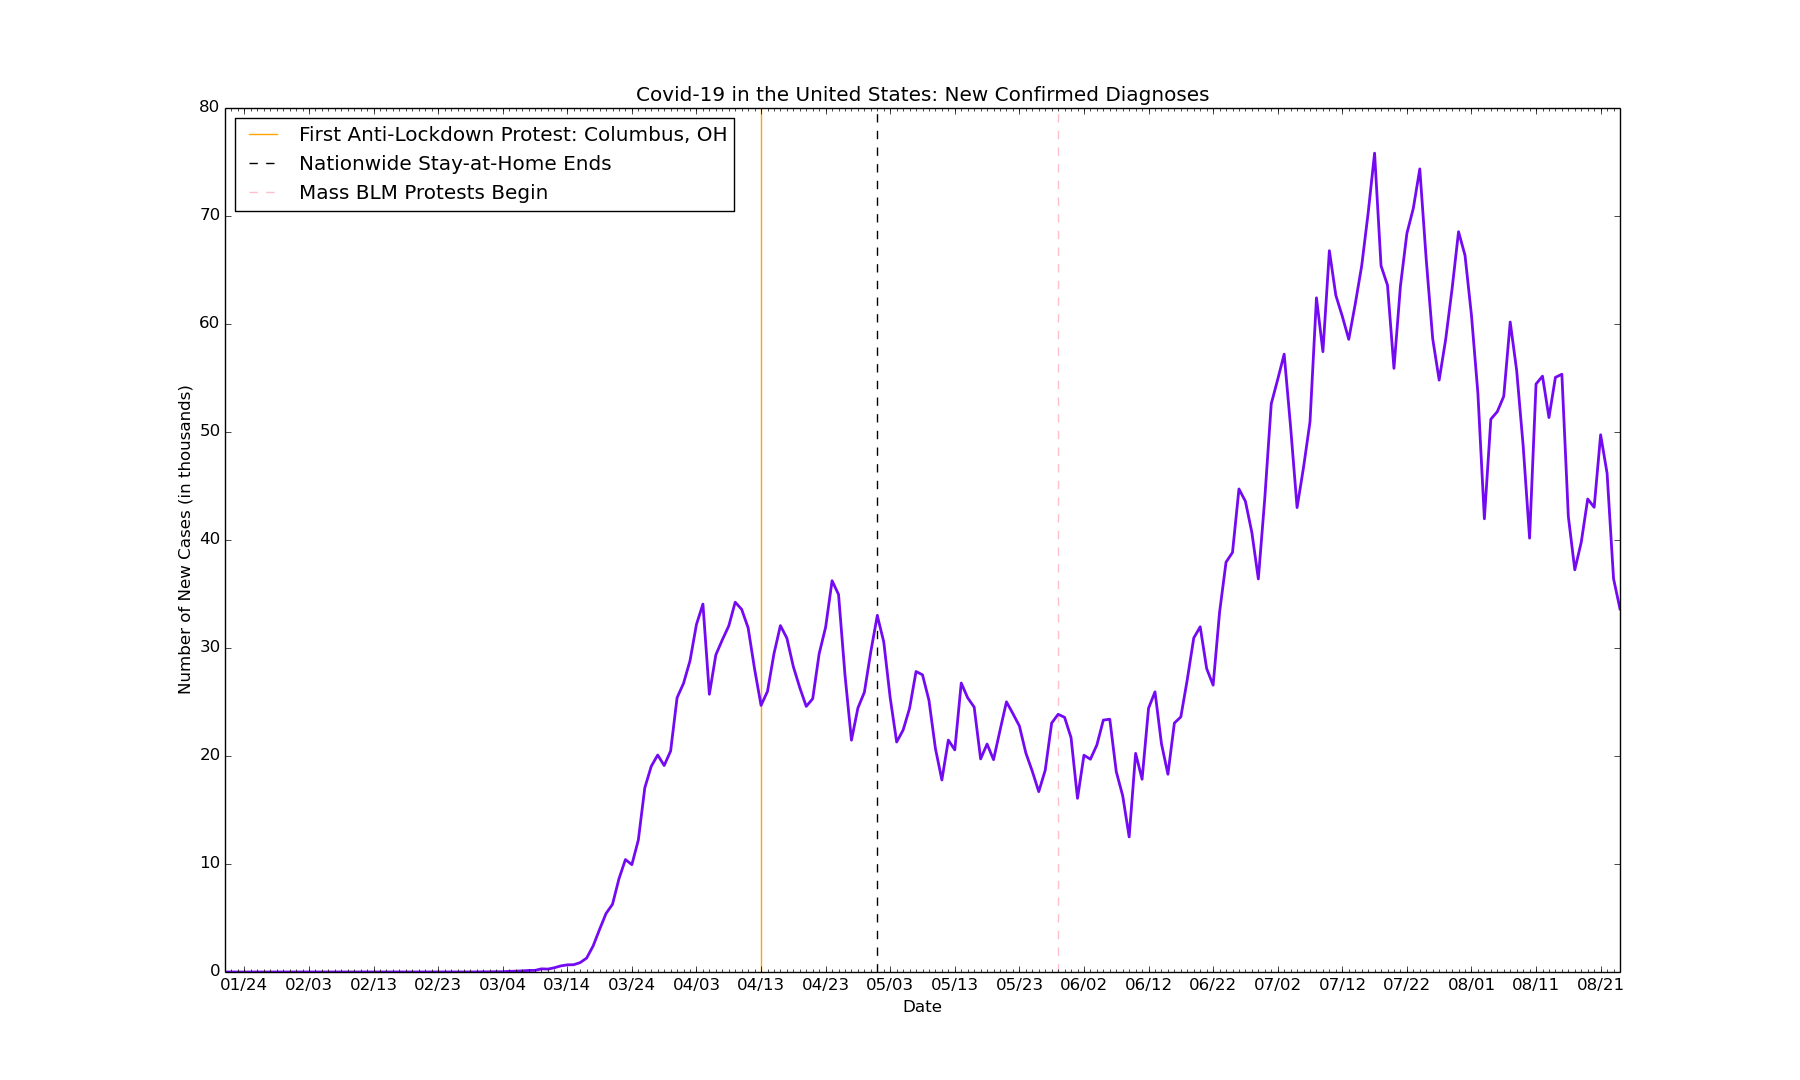 Covid-19 in the United States: New Confirmed Diagnoses
First Anti-Lockdown Protest: Columbus, OH
Nationwide Stay-at-Home Ends
Mass BLM Protests Begin
80
70
60
50
40
30
20
10
0
Number of New Cases (in thousands)
01/24 02/03 02/13 02/23 03/04 03/14 03/24 04/03 04/13 04/23 05/03 05/13 05/23 06/02 06/12 06/22 07/02 07/12 07/22 08/01 08/11 08/21
Date